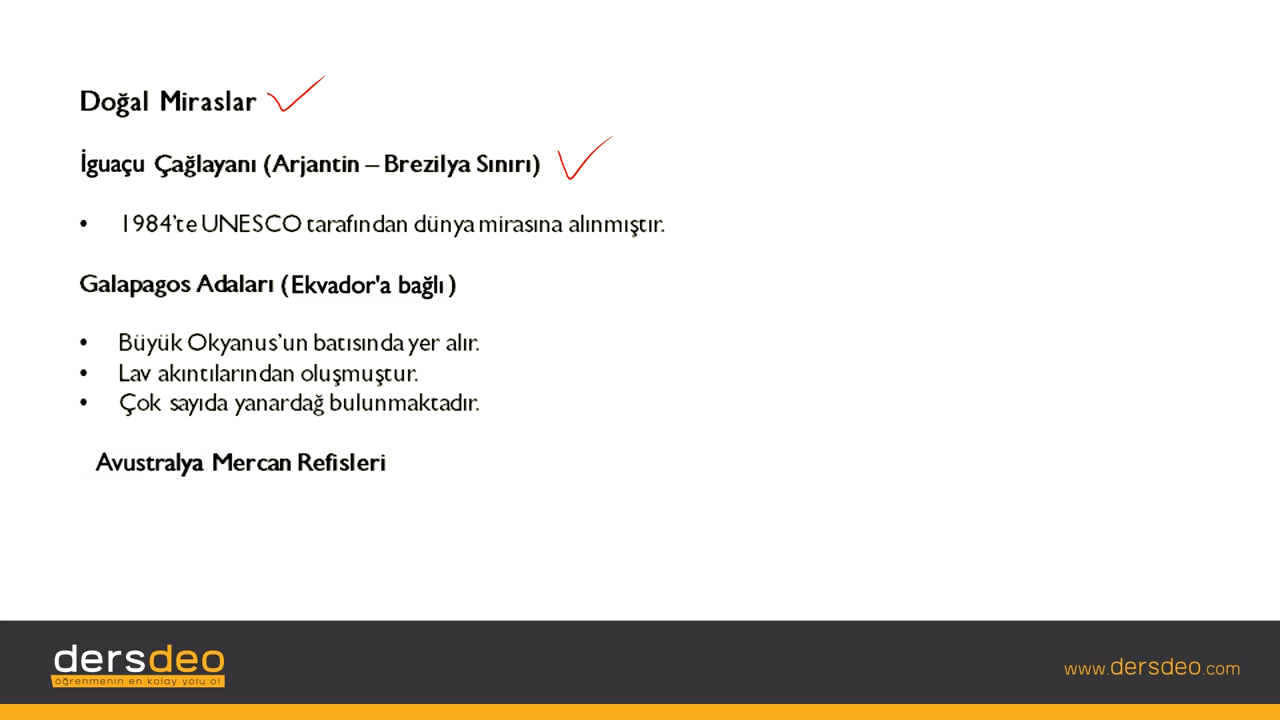 Doğal Miraslar
İguaçu Çağlayanı (Arjantin – Brezilya Sınırı)
• 1984’te UNESCO tarafından dünya mirasına alınmıştır.
Galapagos Adaları (Ekvador'a bağlı)
• Büyük Okyanus’un batısında yer alır.
• Lav akıntılarından oluşmuştur.
• Çok sayıda yanardağ bulunmaktadır.
Avustralya Mercan Refisleri
dersdeo
öğrenmenin en kolay yolu o!
www.dersdeo.com